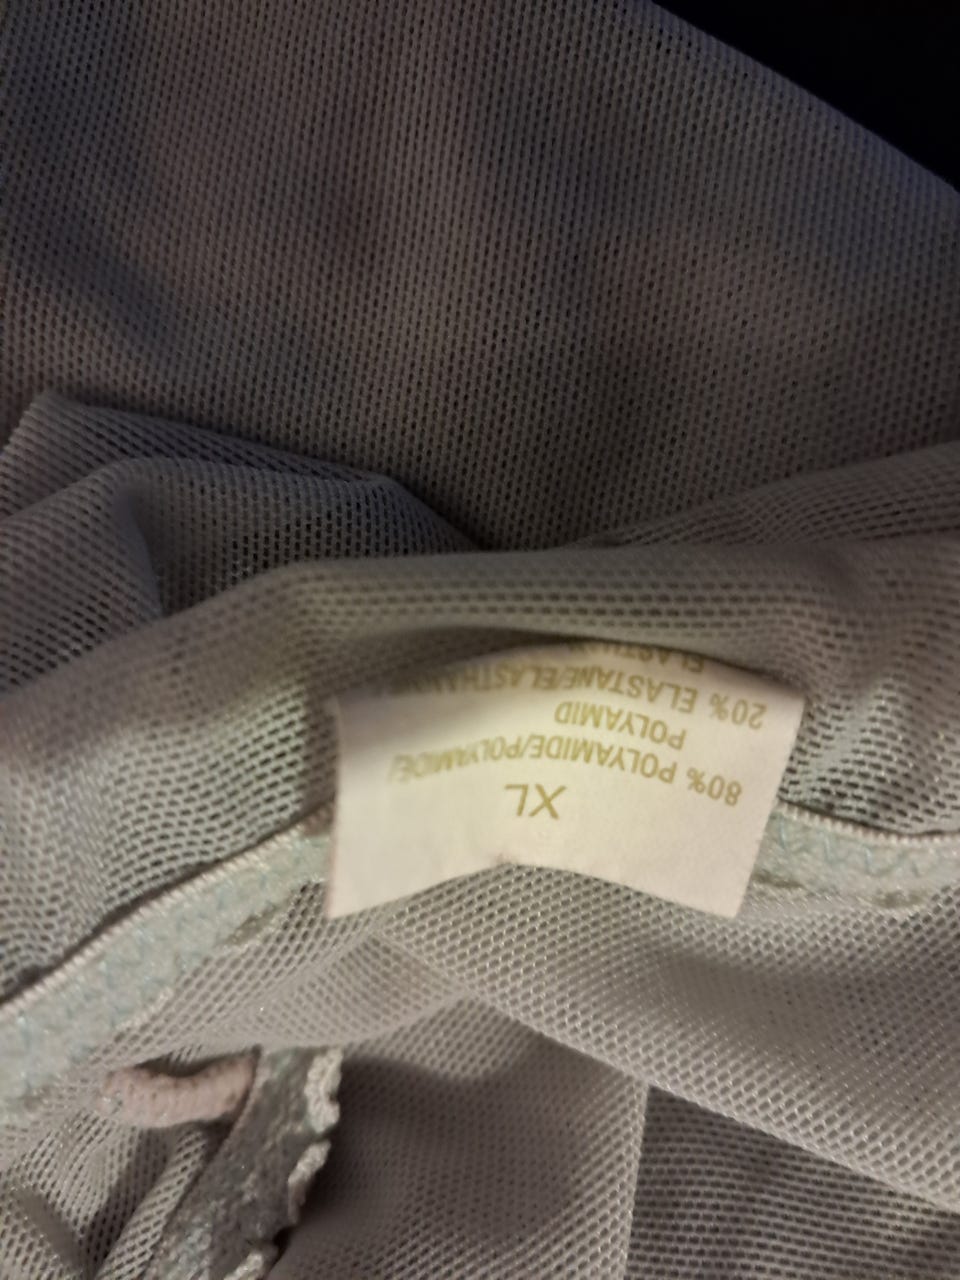 XL
80% POLYAMIDE/POLYAMIDE/
POLYAMID
20% ELASTANE/ELASTHANNE